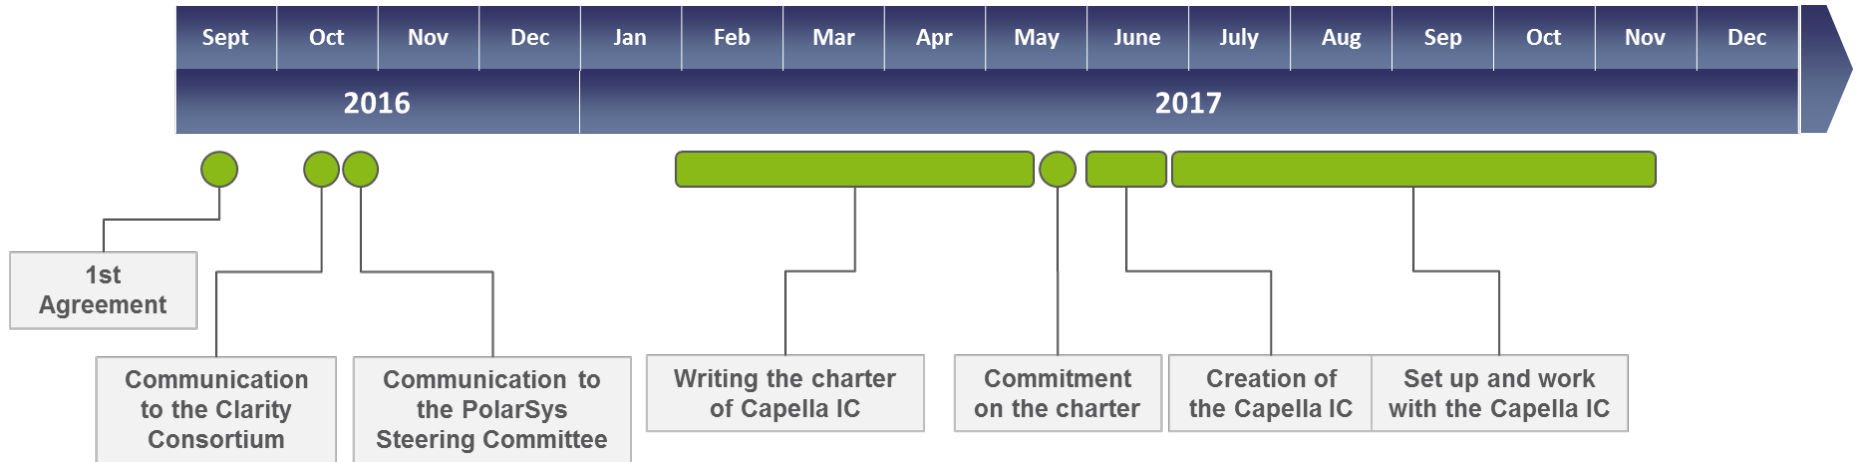 Sept Oct Nov Dec Jan Feb Mar Apr May June July Aug Sep Oct Nov Dec
2016 2017
1st
Agreement
Communication
to the Clarity
Consortium
Communication to
the PolarSys
Steering Committee
Writing the charter
of Capella IC
Commitment
on the charter
Creation of
the Capella IC
Set up and work
with the Capella IC